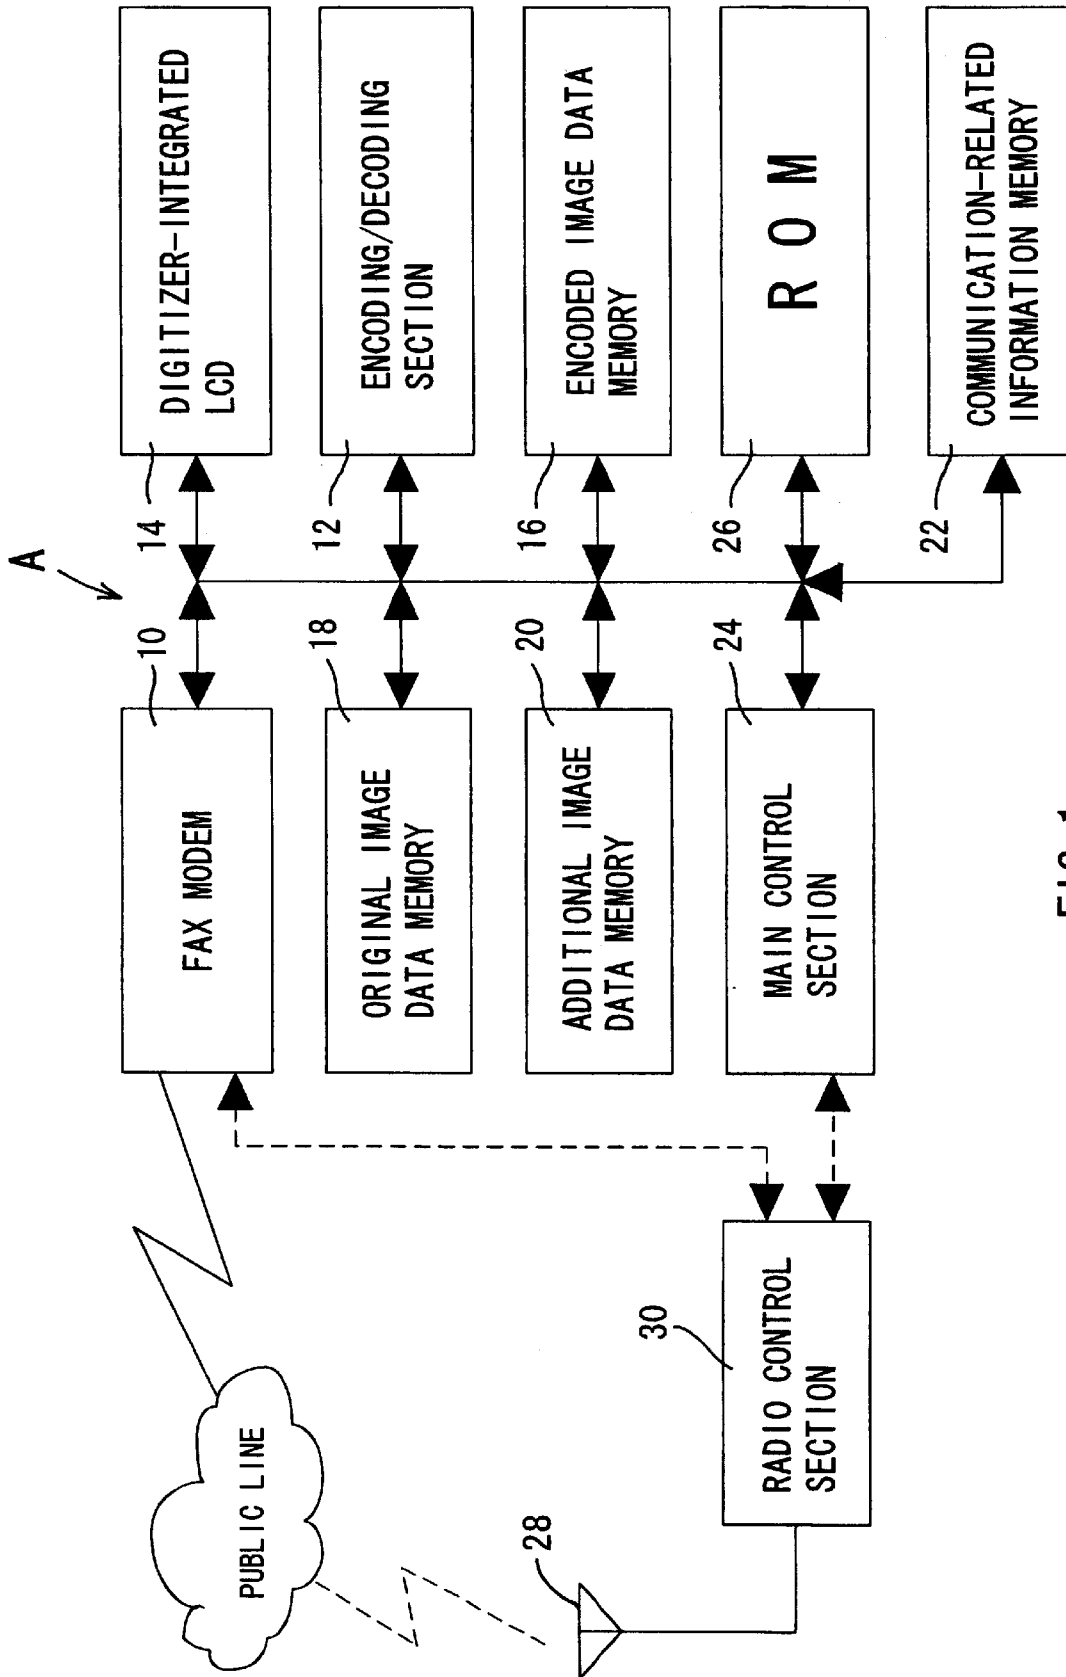 A
10
FAX MODEM
14
DIGITIZER-INTEGRATED
LCD
18
ORIGINAL IMAGE
DATA MEMORY
12
ENCODING/DECODING
SECTION
20
ADDITIONAL IMAGE
DATA MEMORY
16
ENCODED IMAGE DATA
MEMORY
24
MAIN CONTROL
SECTION
26
ROM
22
COMMUNICATION-RELATED
INFORMATION MEMORY
PUBLIC LINE
28
30
RADIO CONTROL
SECTION
FIG. 1